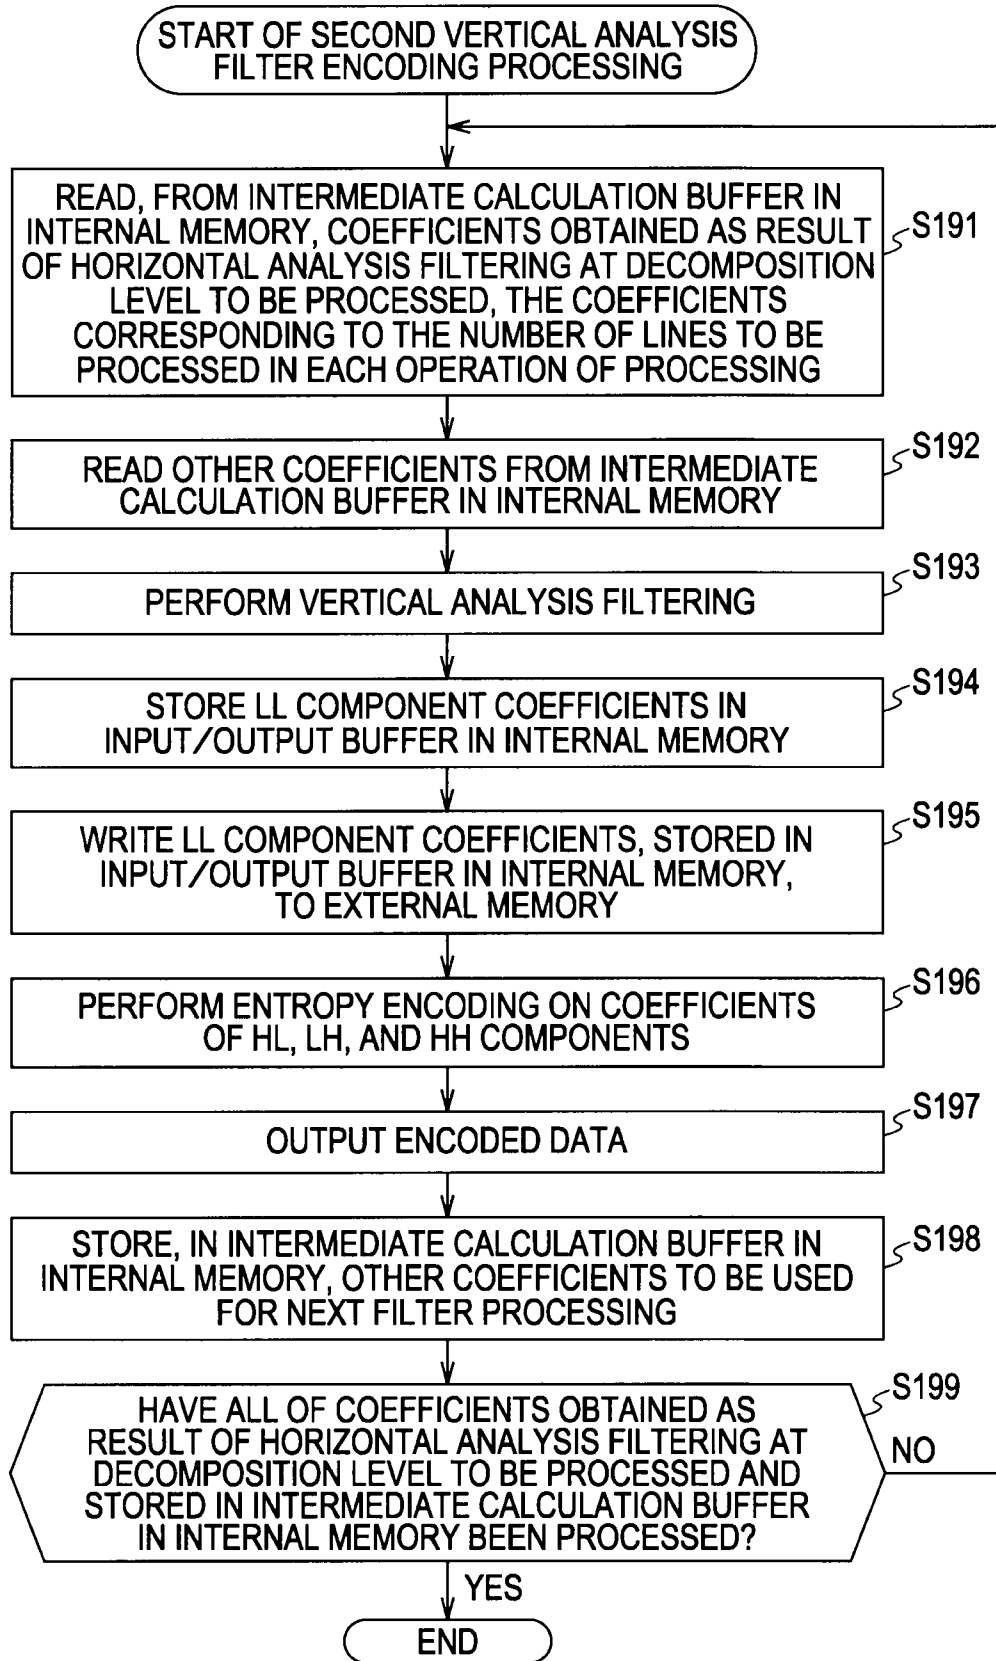 START OF SECOND VERTICAL ANALYSIS
FILTER ENCODING PROCESSING
READ, FROM INTERMEDIATE CALCULATION BUFFER IN
INTERNAL MEMORY, COEFFICIENTS OBTAINED AS RESULT
OF HORIZONTAL ANALYSIS FILTERING AT DECOMPOSITION
LEVEL TO BE PROCESSED, THE COEFFICIENTS
CORRESPONDING TO THE NUMBER OF LINES TO BE
PROCESSED IN EACH OPERATION OF PROCESSING
S191
READ OTHER COEFFICIENTS FROM INTERMEDIATE
CALCULATION BUFFER IN INTERNAL MEMORY
S192
PERFORM VERTICAL ANALYSIS FILTERING
S193
STORE LL COMPONENT COEFFICIENTS IN
INPUT/OUTPUT BUFFER IN INTERNAL MEMORY
S194
WRITE LL COMPONENT COEFFICIENTS, STORED IN
INPUT/OUTPUT BUFFER IN INTERNAL MEMORY,
TO EXTERNAL MEMORY
S195
PERFORM ENTROPY ENCODING ON COEFFICIENTS
OF HL, LH, AND HH COMPONENTS
S196
OUTPUT ENCODED DATA
S197
STORE, IN INTERMEDIATE CALCULATION BUFFER IN
INTERNAL MEMORY, OTHER COEFFICIENTS TO BE USED
FOR NEXT FILTER PROCESSING
S198
HAVE ALL OF COEFFICIENTS OBTAINED AS
RESULT OF HORIZONTAL ANALYSIS FILTERING AT
DECOMPOSITION LEVEL TO BE PROCESSED AND
STORED IN INTERMEDIATE CALCULATION BUFFER
IN INTERNAL MEMORY BEEN PROCESSED?
S199
NO
YES
END